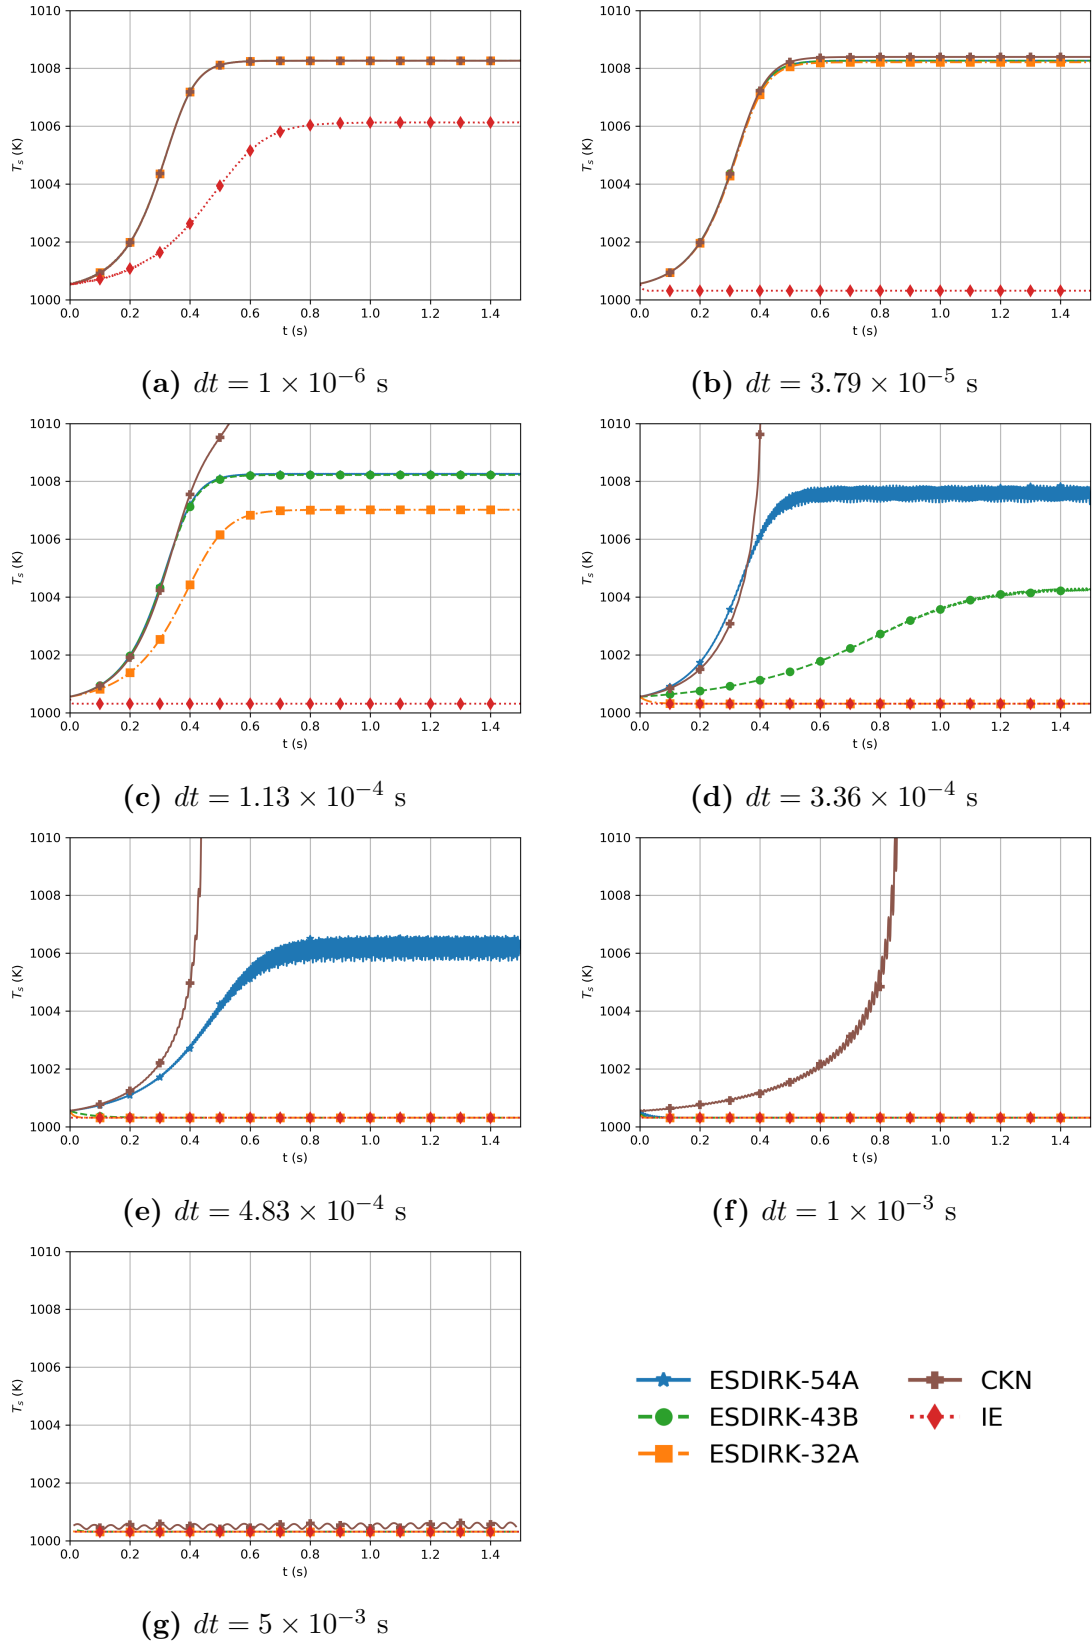 1010 1008 1006 1004 1002 1000
T_s (K)
0.0 0.2 0.4 0.6 0.8 1.0 1.2 1.4
t (s)
(a) dt = 1 × 10⁻⁶ s
1010 1008 1006 1004 1002 1000
T_s (K)
0.0 0.2 0.4 0.6 0.8 1.0 1.2 1.4
t (s)
(b) dt = 3.79 × 10⁻⁵ s
1010 1008 1006 1004 1002 1000
T_s (K)
0.0 0.2 0.4 0.6 0.8 1.0 1.2 1.4
t (s)
(c) dt = 1.13 × 10⁻⁴ s
1010 1008 1006 1004 1002 1000
T_s (K)
0.0 0.2 0.4 0.6 0.8 1.0 1.2 1.4
t (s)
(d) dt = 3.36 × 10⁻⁴ s
1010 1008 1006 1004 1002 1000
T_s (K)
0.0 0.2 0.4 0.6 0.8 1.0 1.2 1.4
t (s)
(e) dt = 4.83 × 10⁻⁴ s
1010 1008 1006 1004 1002 1000
T_s (K)
0.0 0.2 0.4 0.6 0.8 1.0 1.2 1.4
t (s)
(f) dt = 1 × 10⁻³ s
1010 1008 1006 1004 1002 1000
T_s (K)
0.0 0.2 0.4 0.6 0.8 1.0 1.2 1.4
t (s)
(g) dt = 5 × 10⁻³ s
ESDIRK-54A
ESDIRK-43B
ESDIRK-32A
CKN
IE